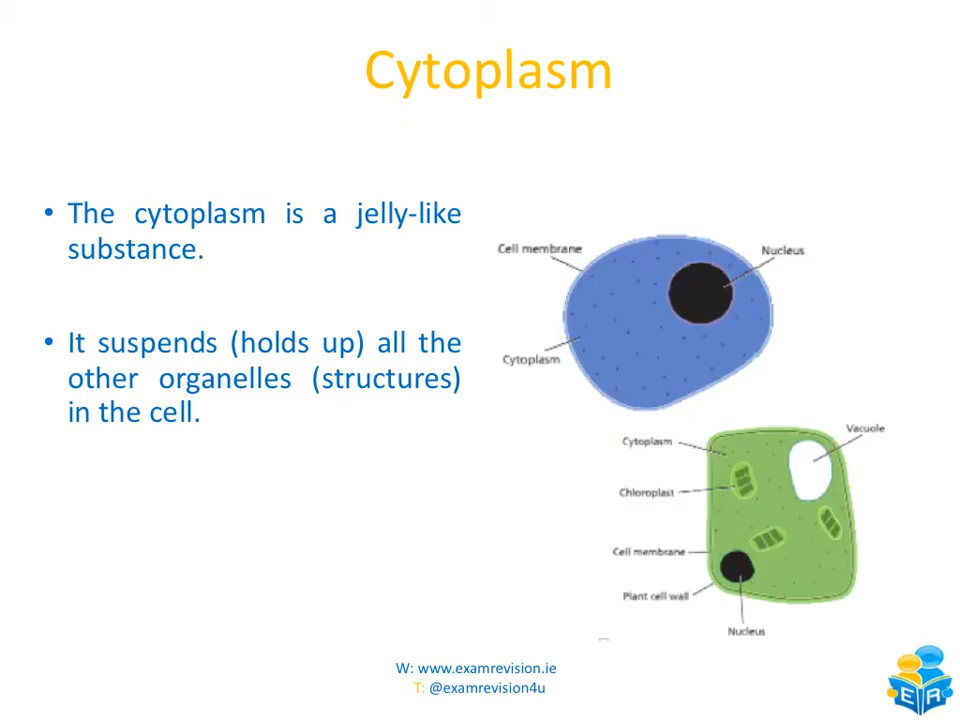 Cytoplasm
• The cytoplasm is a jelly-like
substance.
• It suspends (holds up) all the
other organelles (structures)
in the cell.
Cell membrane
Nucleus
Cytoplasm
Cytoplasm
Vacuole
Chloroplast
Cell membrane
Plant cell wall
Nucleus
W: www.examrevision.ie
T: @examrevision4u
E R